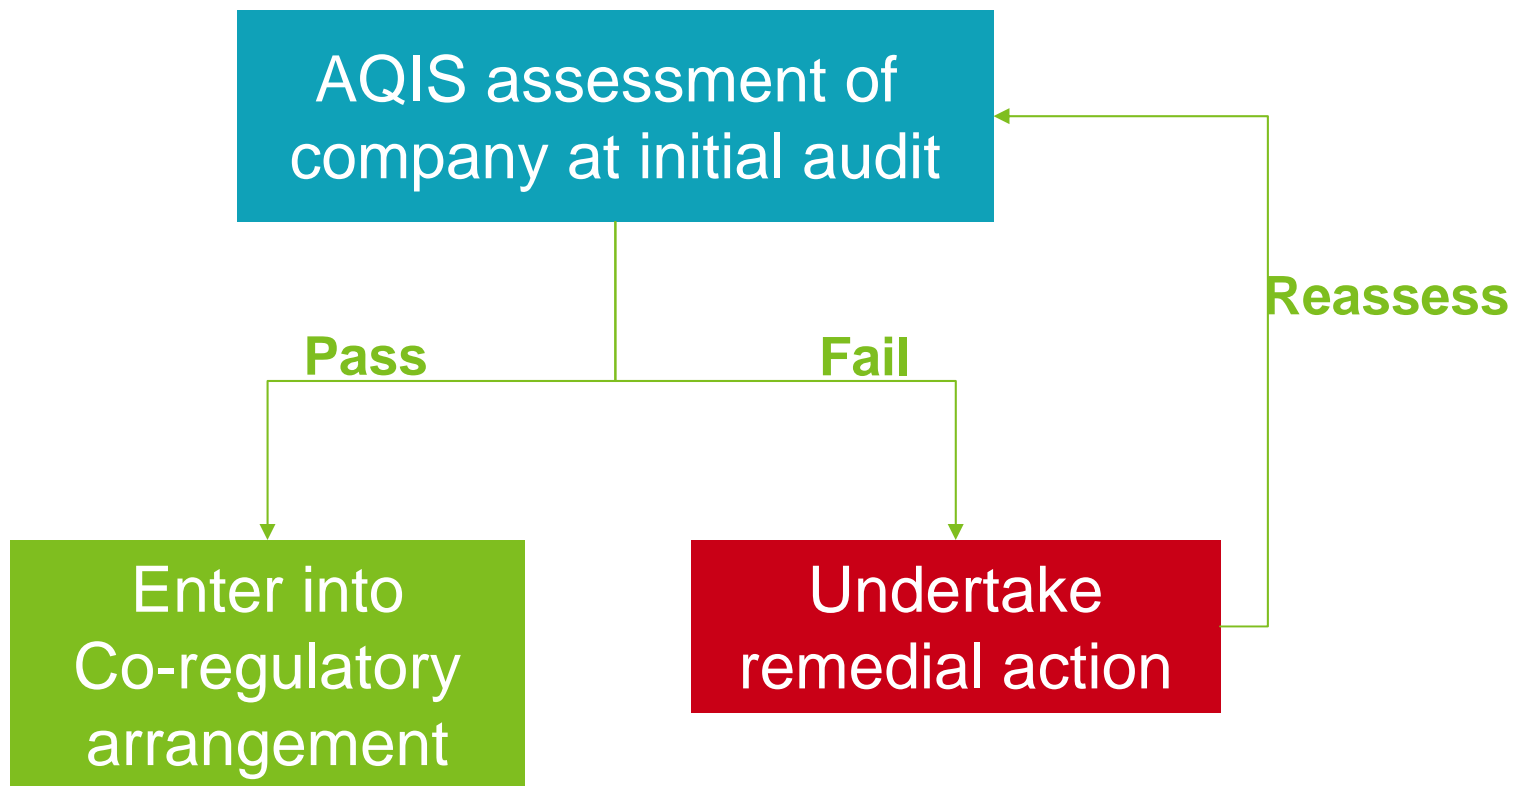 AQIS assessment of
company at initial audit
Reassess
Pass
Fail
Enter into
Co-regulatory
arrangement
Undertake
remedial action